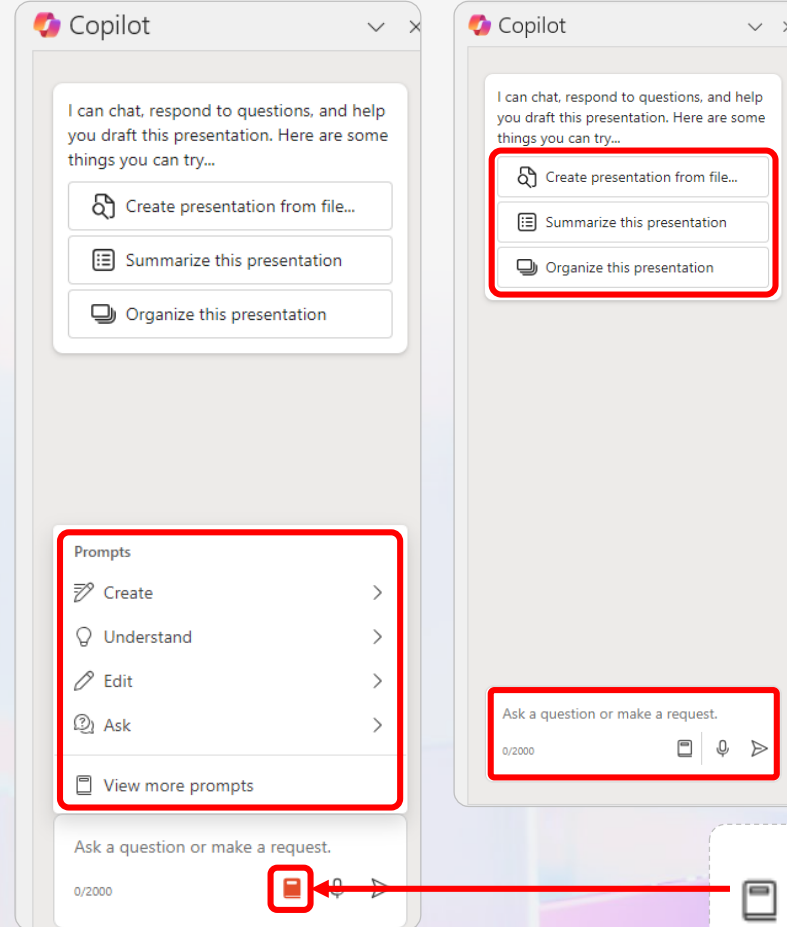 Copilot
I can chat, respond to questions, and help
you draft this presentation. Here are some
things you can try...
Create presentation from file...
Summarize this presentation
Organize this presentation
Prompts
Create
Understand
Edit
Ask
View more prompts
Ask a question or make a request.
0/2000
Copilot
I can chat, respond to questions, and help
you draft this presentation. Here are some
things you can try...
Create presentation from file...
Summarize this presentation
Organize this presentation
Ask a question or make a request.
0/2000